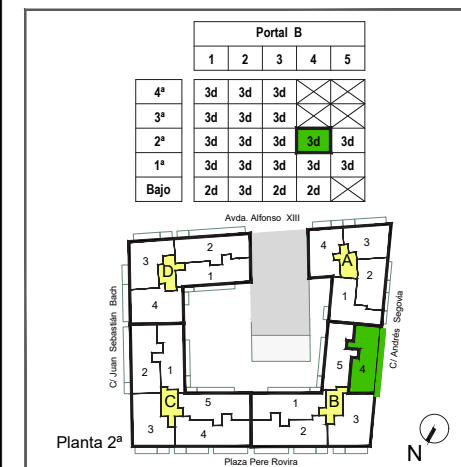 Portal B
1 2 3 4 5
4ª 3d 3d 3d
3ª 3d 3d 3d
2ª 3d 3d 3d 3d 3d
1ª 3d 3d 3d 3d 3d
Bajo 2d 3d 2d 2d
Avda. Alfonso XIII
3 2 D 1 4
4 3 A 2 1
C/ Juan Sebastián Bach
C/ Andrés Segovia
2 1 C 5 3 4
5 4 1 B 2 3
Planta 2ª
Plaza Pere Rovira
N